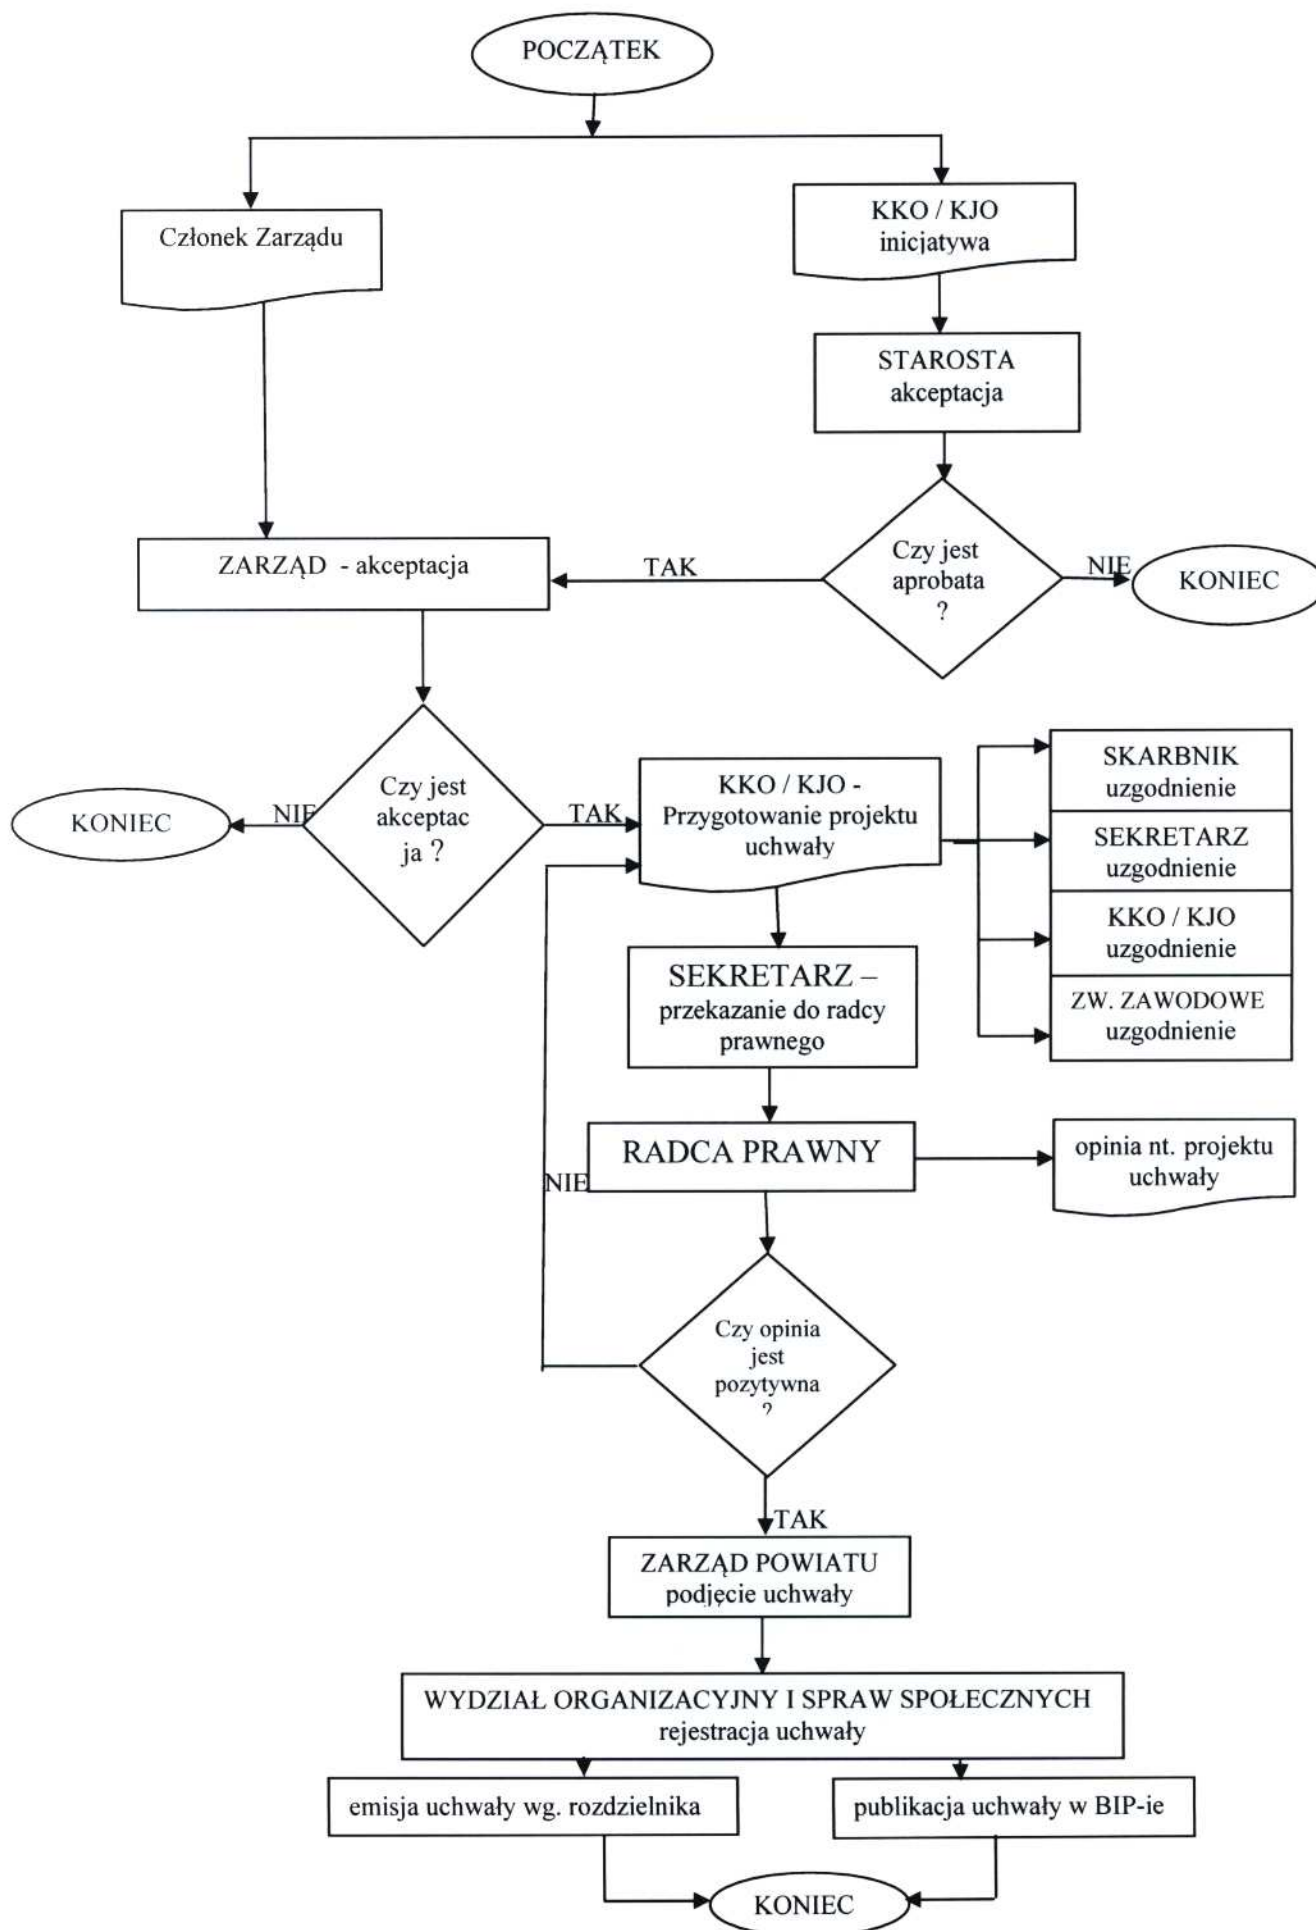 POCZĄTEK
Członek Zarządu
KKO / KJO
inicjatywa
STAROSTA
akceptacja
ZARZĄD - akceptacja
TAK
Czy jest
aprobata
?
NIE
KONIEC
KONIEC
NIE
Czy jest
akceptac
ja ?
TAK
KKO / KJO -
Przygotowanie projektu
uchwały
SKARBNIK
uzgodnienie
SEKRETARZ
uzgodnienie
KKO / KJO
uzgodnienie
ZW. ZAWODOWE
uzgodnienie
SEKRETARZ –
przekazanie do radcy
prawnego
RADCA PRAWNY
NIE
opinia nt. projektu
uchwały
Czy opinia
jest
pozytywna
?
TAK
ZARZĄD POWIATU
podjęcie uchwały
WYDZIAŁ ORGANIZACYJNY I SPRAW SPOŁECZNYCH
rejestracja uchwały
emisja uchwały wg. rozdzielnika
publikacja uchwały w BIP-ie
KONIEC